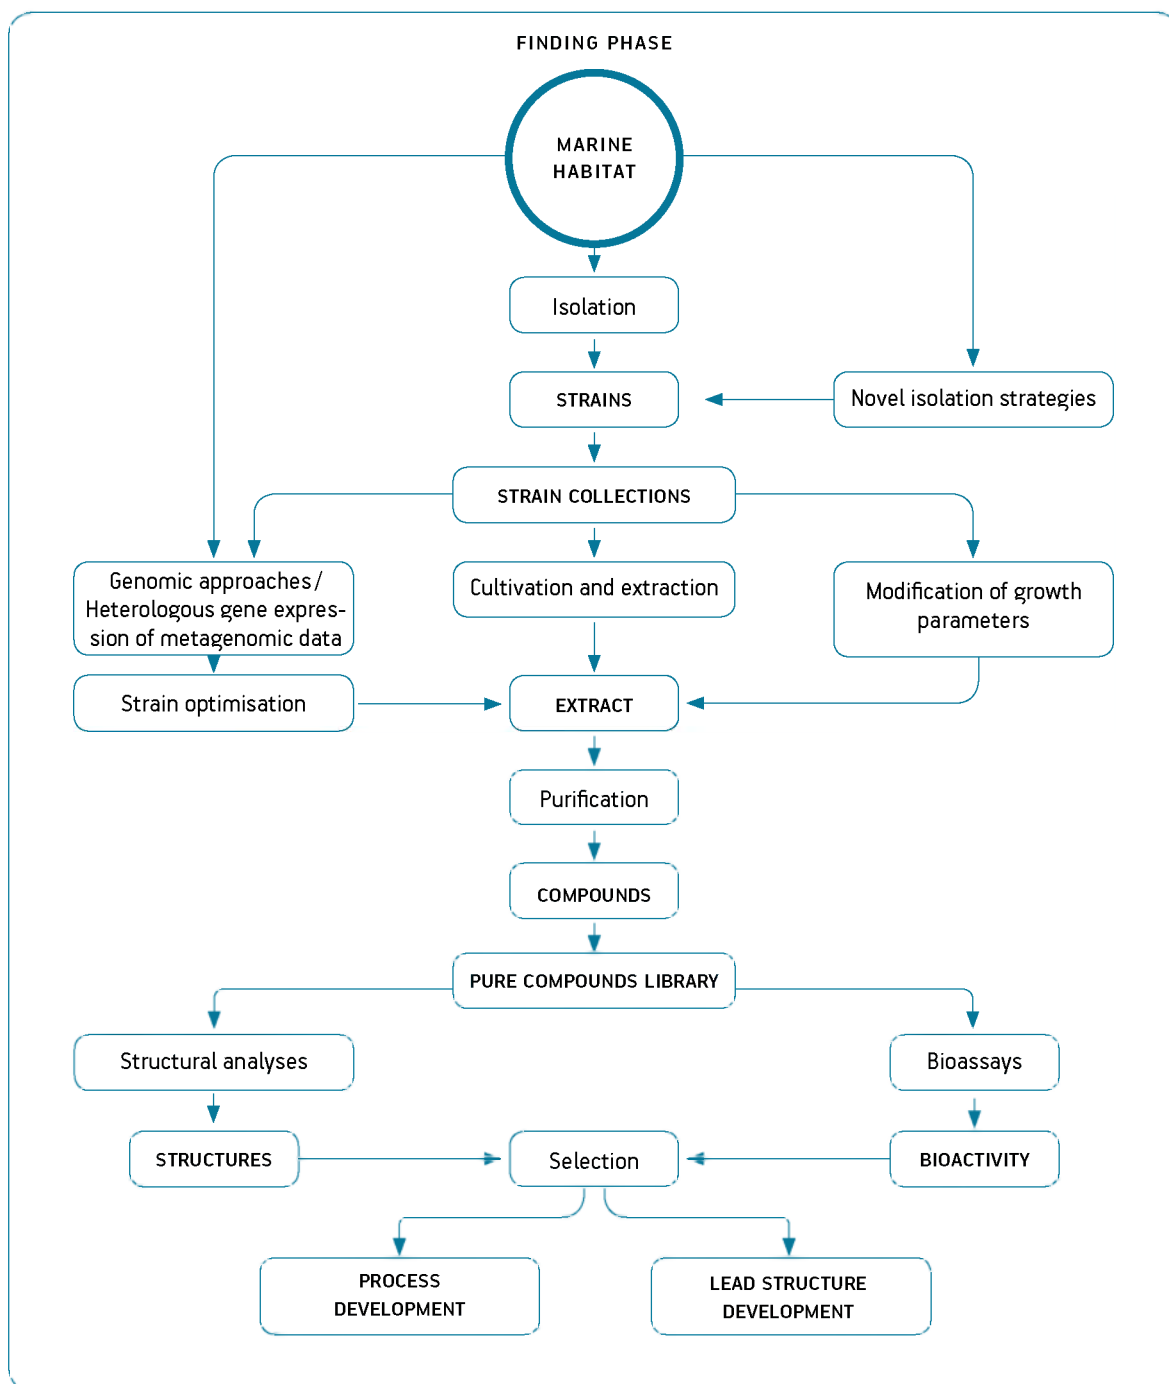 FINDING PHASE
MARINE
HABITAT
Isolation
STRAINS
Novel isolation strategies
STRAIN COLLECTIONS
Genomic approaches/
Heterologous gene expres-
sion of metagenomic data
Cultivation and extraction
Modification of growth
parameters
Strain optimisation
EXTRACT
Purification
COMPOUNDS
PURE COMPOUNDS LIBRARY
Structural analyses
Bioassays
STRUCTURES
Selection
BIOACTIVITY
PROCESS
DEVELOPMENT
LEAD STRUCTURE
DEVELOPMENT